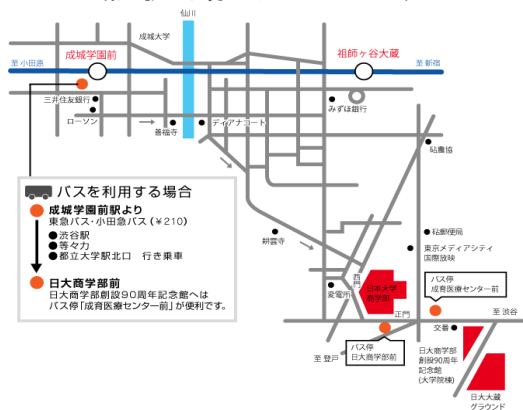 仙川
成城大学
成城学園前
祖師ヶ谷大蔵
至 小田原
至 新宿
三井住友銀行
ローソン
善福寺
ディアナコート
みずほ銀行
砧農協
バスを利用する場合
成城学園前駅より
東急バス・小田急バス(¥210)
●渋谷駅
●等々力
●都立大学駅北口 行き乗車
日大商学部前
日大商学部創設90周年記念館へは
バス停「成育医療センター前」が便利です。
耕雲寺
砧郵便局
東京メディアシティ
国際放映
西門
日本大学
商学部
変電所
正門
バス停
成育医療センター前
交番
至 渋谷
バス停
日大商学部前
至 登戸
日大商学部
創設90周年
記念館
(大学院棟)
日大大蔵
グラウンド